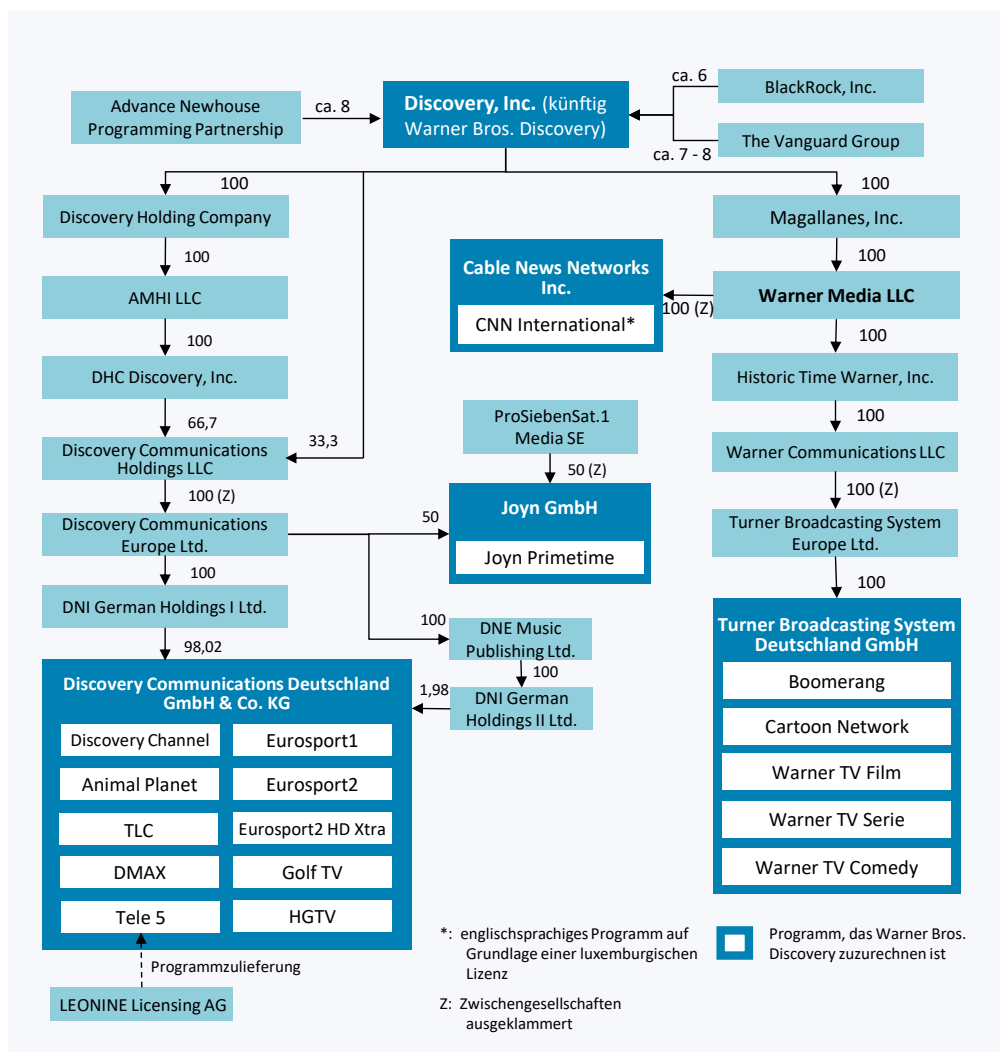 ca. 6
BlackRock, Inc.
Advance Newhouse
Programming Partnership
ca. 8
Discovery, Inc. (künftig
Warner Bros. Discovery)
The Vanguard Group
ca. 7 - 8
100
100
Discovery Holding Company
Magallanes, Inc.
100
100
Cable News Networks
Inc.
CNN International*
AMHI LLC
Warner Media LLC
100 (Z)
100
100
DHC Discovery, Inc.
Historic Time Warner, Inc.
66,7
33,3
ProSiebenSat.1
Media SE
100
Discovery Communications
Holdings LLC
Warner Communications LLC
100 (Z)
50 (Z)
100 (Z)
Discovery Communications
Europe Ltd.
50
Joyn GmbH
Joyn Primetime
Turner Broadcasting System
Europe Ltd.
100
100
DNI German Holdings I Ltd.
100
DNE Music
Publishing Ltd.
98,02
100
1,98
DNI German
Holdings II Ltd.
Discovery Communications Deutschland
GmbH & Co. KG
Discovery Channel
Eurosport1
Animal Planet
Eurosport2
TLC
Eurosport2 HD Xtra
DMAX
Golf TV
Tele 5
HGTV
Turner Broadcasting System
Deutschland GmbH
Boomerang
Cartoon Network
Warner TV Film
Warner TV Serie
Warner TV Comedy
Programmzulieferung
LEONINE Licensing AG
*: englischsprachiges Programm auf
Grundlage einer luxemburgischen
Lizenz
Z: Zwischengesellschaften
ausgeklammert
Programm, das Warner Bros.
Discovery zuzurechnen ist